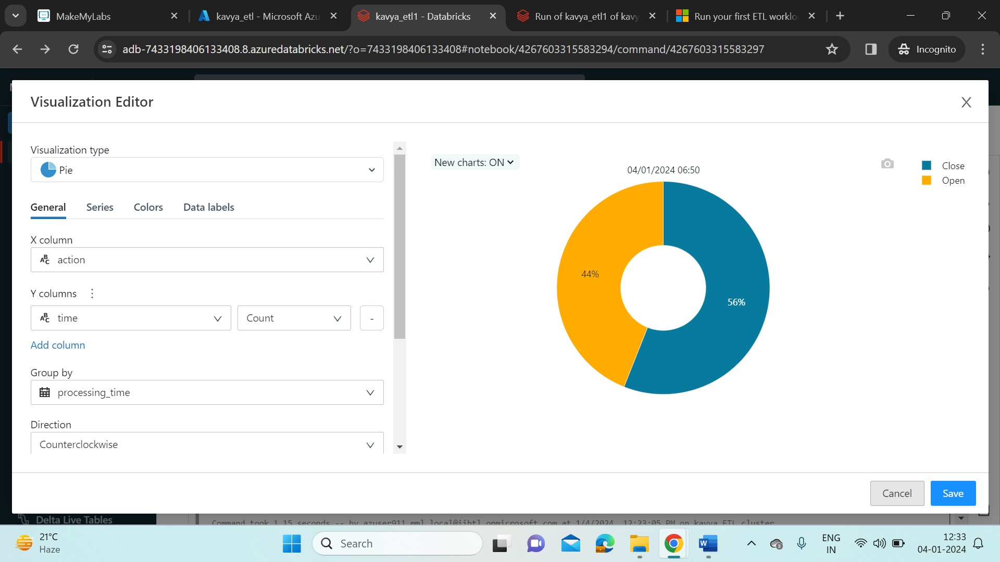 MakeMyLabs
kavya_etl - Microsoft Azu
kavya_etl1 - Databricks
Run of kavya_etl1 of kavy
Run your first ETL worklo
adb-7433198406133408.8.azuredatabricks.net/?o=7433198406133408#notebook/4267603315583294/command/4267603315583297
Incognito
Visualization Editor
Visualization type
Pie
General Series Colors Data labels
X column
action
Y columns
time Count -
Add column
Group by
processing_time
Direction
Counterclockwise
New charts: ON
04/01/2024 06:50
Close
Open
44%
56%
Cancel Save
Delta Live Tables
Command took 1.15 seconds -- by azuser911_mml.local@iihtl.onmicrosoft.com at 1/4/2024, 12:23:05 PM on kavya ETL cluster
21°C
Haze
Search
ENG
IN
12:33
04-01-2024